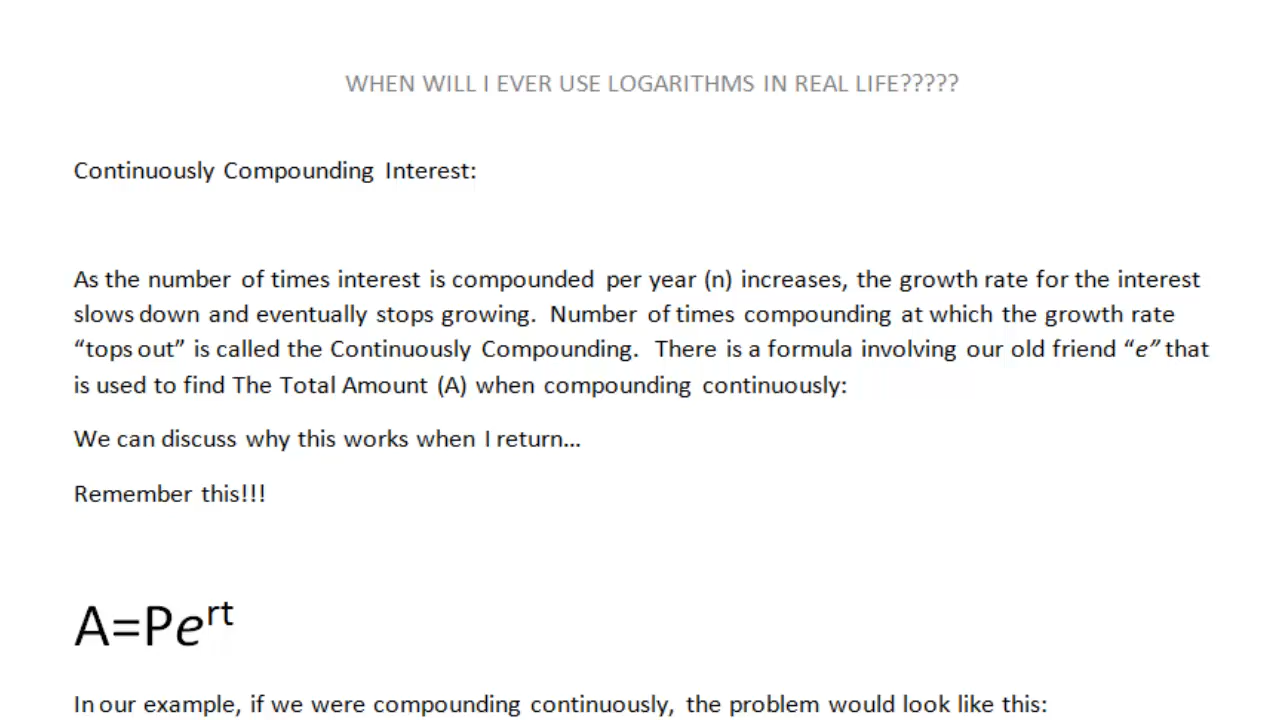 WHEN WILL I EVER USE LOGARITHMS IN REAL LIFE?????
Continuously Compounding Interest:
As the number of times interest is compounded per year (n) increases, the growth rate for the interest
slows down and eventually stops growing. Number of times compounding at which the growth rate
“tops out” is called the Continuously Compounding. There is a formula involving our old friend “e” that
is used to find The Total Amount (A) when compounding continuously:
We can discuss why this works when I return...
Remember this!!!
A=Pe^rt
In our example, if we were compounding continuously, the problem would look like this: